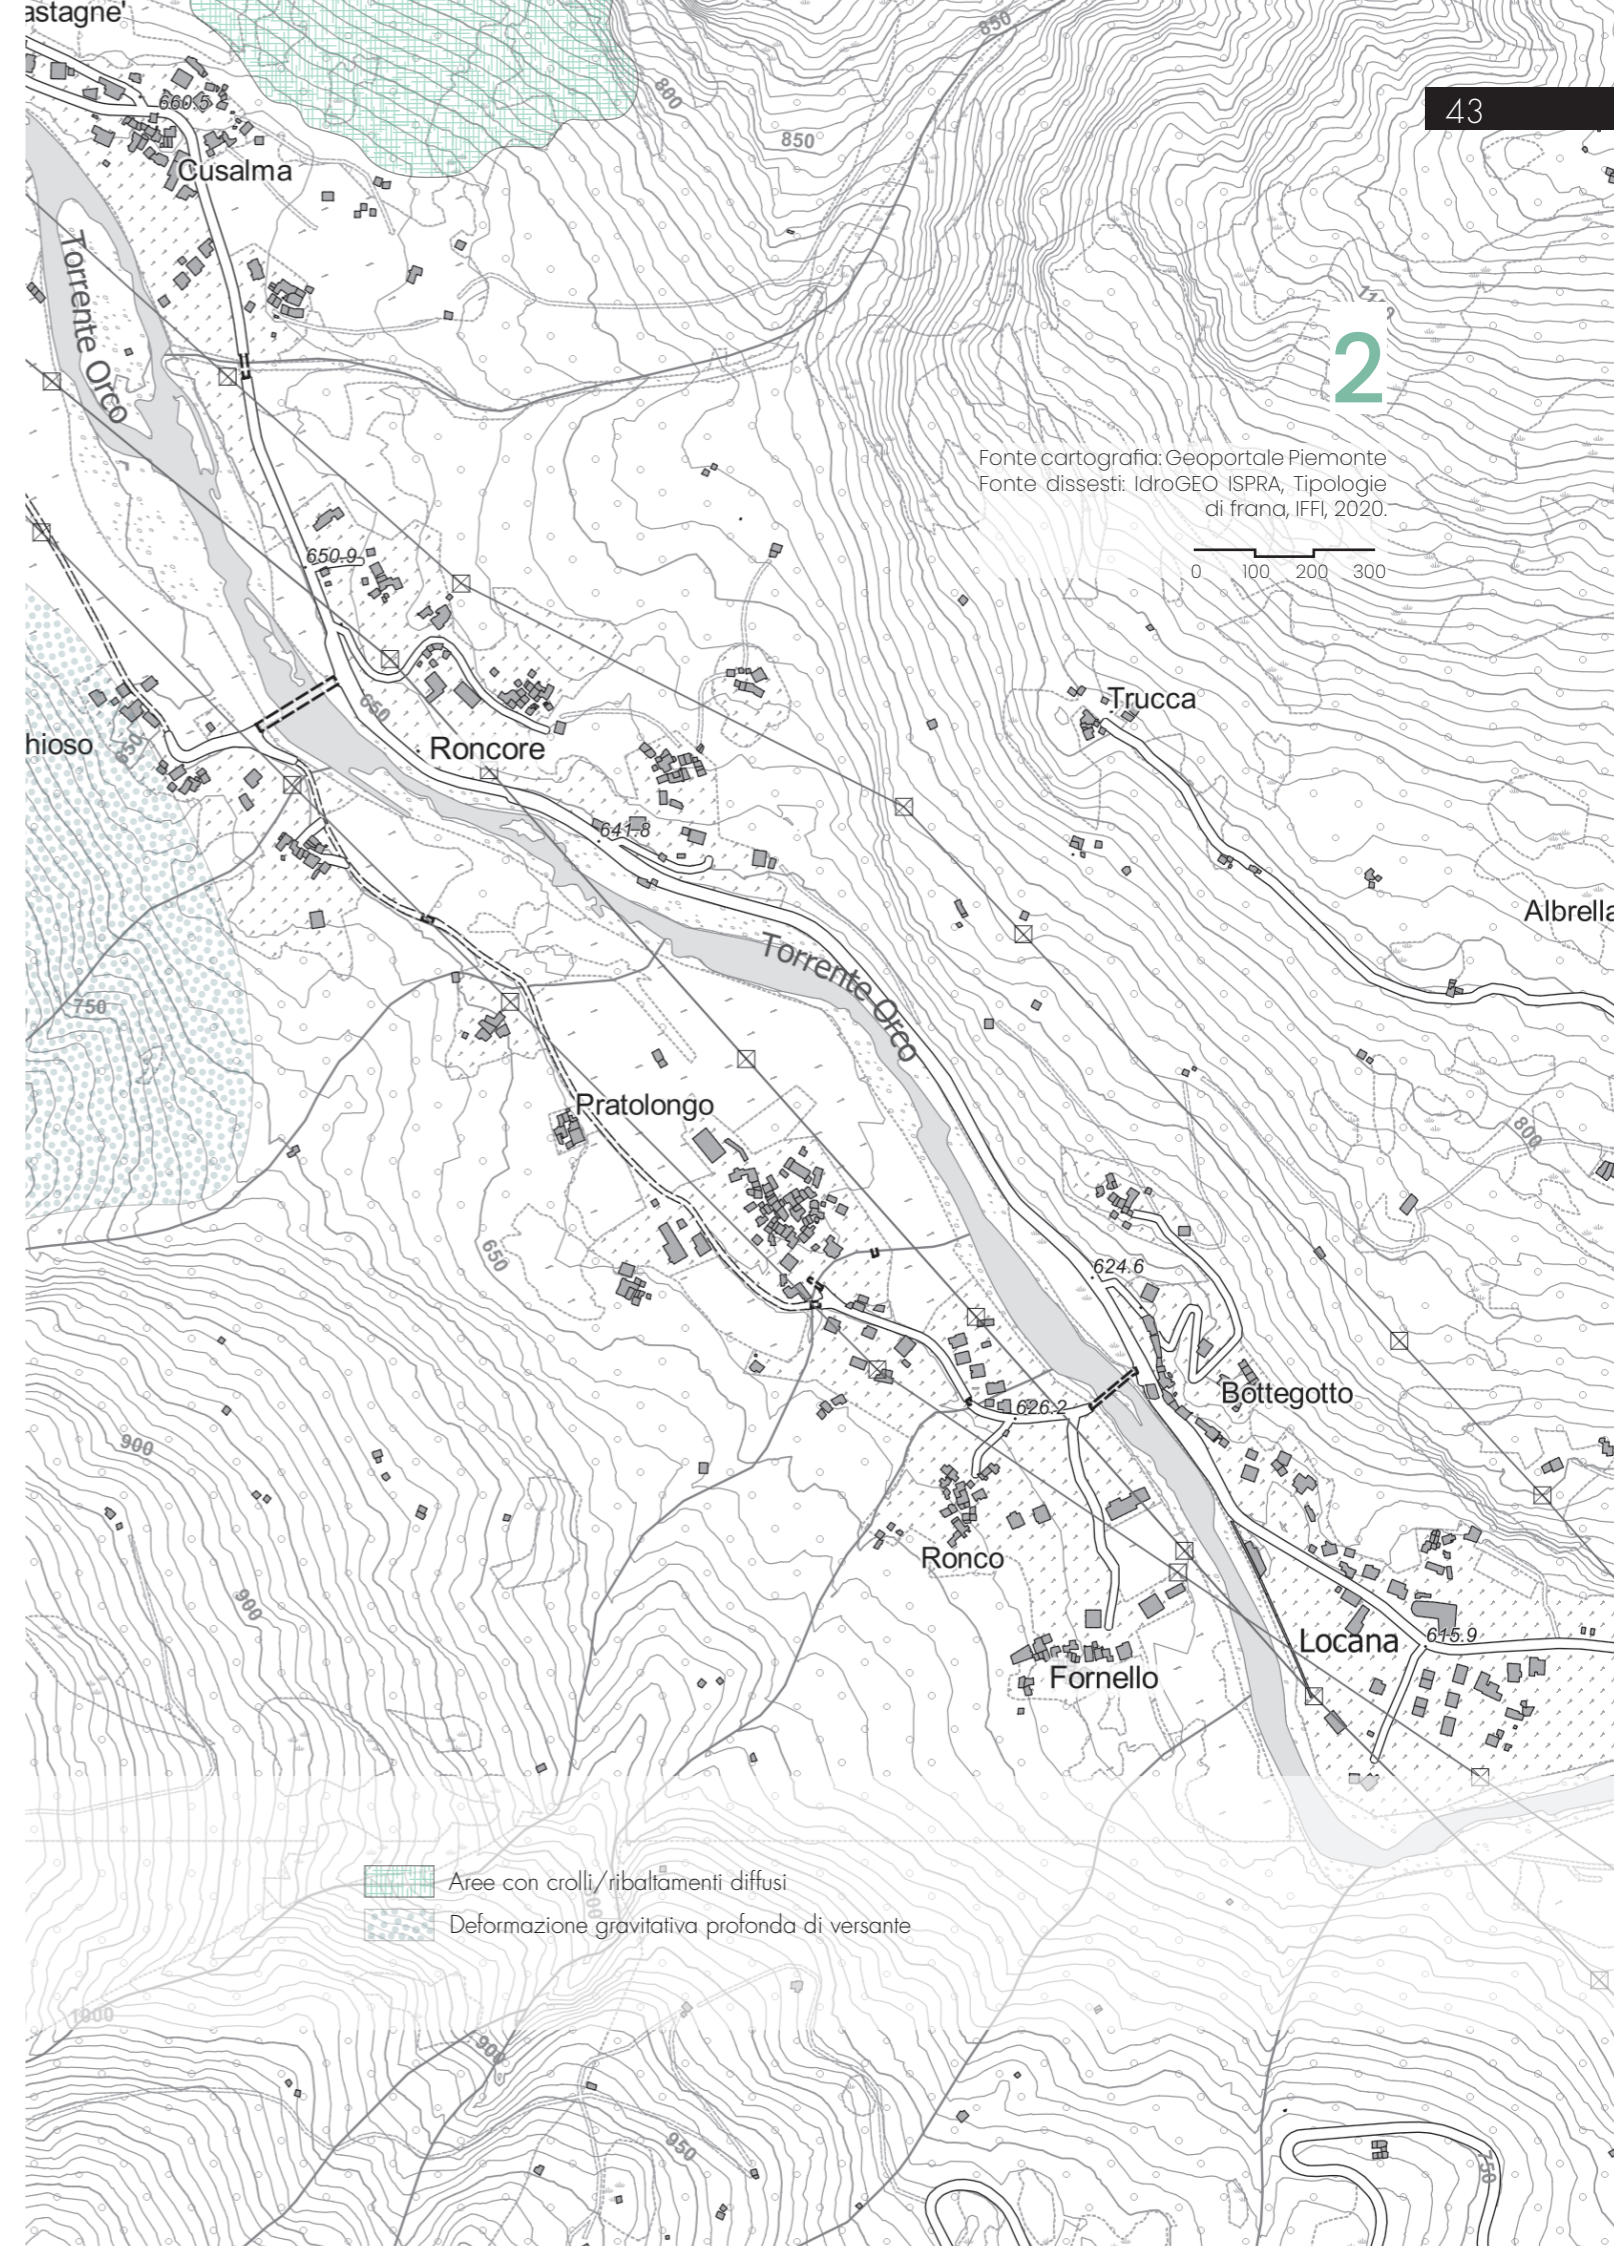 astagne'
850
800
43
660.5
850
Cusalma
Torrente Orco
2
Fonte cartografia: Geoportale Piemonte
Fonte dissesti: IdroGEO ISPRA, Tipologie
di frana, IFFI, 2020.
650.9
0 100 200 300
650
Trucca
hioso
650
Roncore
641.8
Albrella
Torrente Orco
750
Pratolongo
800
650
624.6
Bottegotto
626.2
900
Ronco
900
Locana
615.9
Fornello
Aree con crolli/ribaltamenti diffusi
Deformazione gravitativa profonda di versante
1000
900
950
750